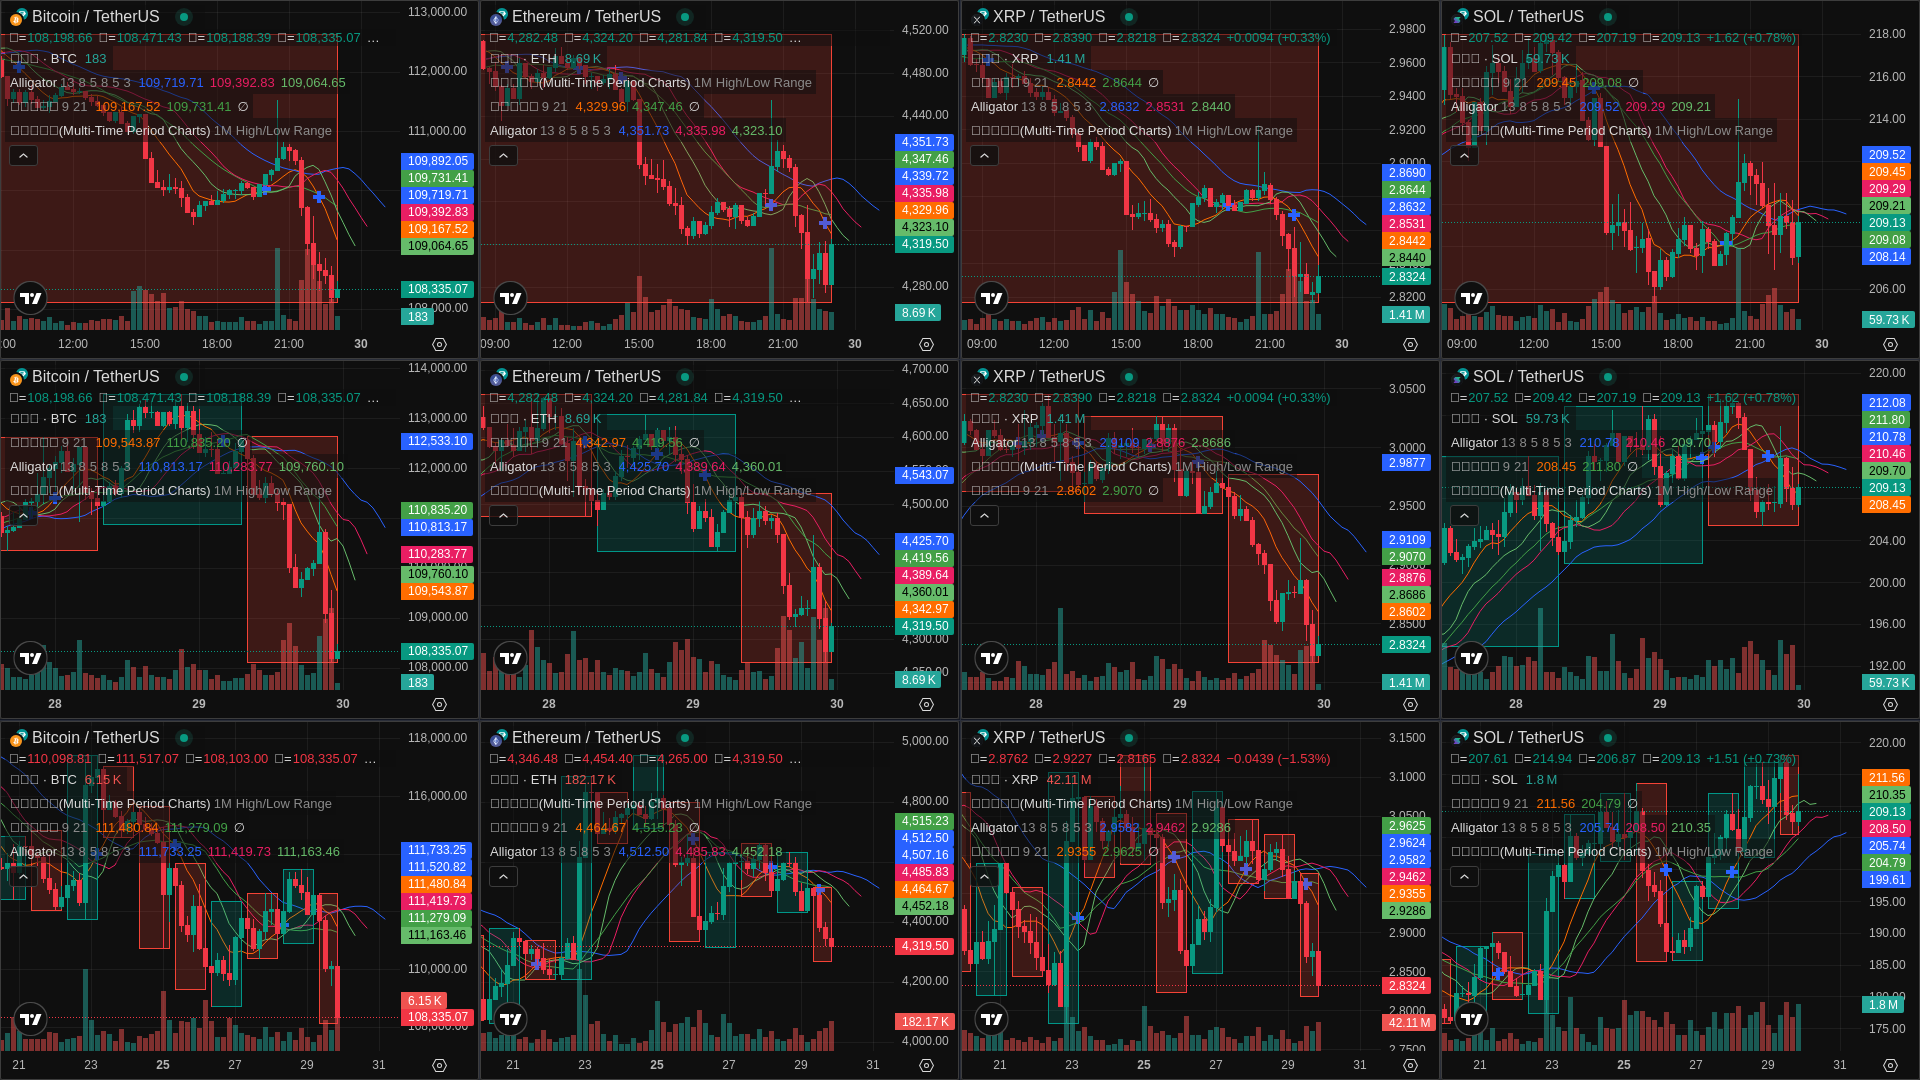 Bitcoin / TetherUS
□=108,198.66 □=108,471.43 □=108,188.39 □=108,335.07 …
□□□ · BTC 183
Alligator 13 8 5 8 5 3 109,719.71 109,392.83 109,064.65
□□□□□ 9 21 109,167.52 109,731.41 ∅
□□□□□(Multi-Time Period Charts) 1M High/Low Range
113,000.00
112,000.00
111,000.00
109,892.05
109,731.41
109,719.71
109,392.83
109,167.52
109,064.65
108,335.07
108,000.00
183
:00 12:00 15:00 18:00 21:00 30
Ethereum / TetherUS
□=4,282.48 □=4,324.20 □=4,281.84 □=4,319.50 …
□□□ · ETH 8.69 K
□□□□□(Multi-Time Period Charts) 1M High/Low Range
□□□□□ 9 21 4,329.96 4,347.46 ∅
Alligator 13 8 5 8 5 3 4,351.73 4,335.98 4,323.10
4,520.00
4,480.00
4,440.00
4,351.73
4,347.46
4,339.72
4,335.98
4,329.96
4,323.10
4,319.50
4,280.00
8.69 K
09:00 12:00 15:00 18:00 21:00 30
XRP / TetherUS
□=2.8230 □=2.8390 □=2.8218 □=2.8324 +0.0094 (+0.33%)
□□□ · XRP 1.41 M
□□□□□ 9 21 2.8442 2.8644 ∅
Alligator 13 8 5 8 5 3 2.8632 2.8531 2.8440
□□□□□(Multi-Time Period Charts) 1M High/Low Range
2.9800
2.9600
2.9400
2.9200
2.9000
2.8690
2.8644
2.8632
2.8531
2.8442
2.8440
2.8324
2.8200
1.41 M
09:00 12:00 15:00 18:00 21:00 30
SOL / TetherUS
□=207.52 □=209.42 □=207.19 □=209.13 +1.62 (+0.78%)
□□□ · SOL 59.73 K
□□□□□ 9 21 209.45 209.08 ∅
Alligator 13 8 5 8 5 3 209.52 209.29 209.21
□□□□□(Multi-Time Period Charts) 1M High/Low Range
218.00
216.00
214.00
209.52
209.45
209.29
209.21
209.13
209.08
208.14
206.00
59.73 K
09:00 12:00 15:00 18:00 21:00 30
Bitcoin / TetherUS
□=108,198.66 □=108,471.43 □=108,188.39 □=108,335.07 …
□□□ · BTC 183
□□□□□ 9 21 109,543.87 110,835.20 ∅
Alligator 13 8 5 8 5 3 110,813.17 110,283.77 109,760.10
□□□□□(Multi-Time Period Charts) 1M High/Low Range
114,000.00
113,000.00
112,533.10
112,000.00
110,835.20
110,813.17
110,283.77
109,760.10
109,543.87
109,000.00
108,335.07
108,000.00
183
28 29 30
Ethereum / TetherUS
□=4,282.48 □=4,324.20 □=4,281.84 □=4,319.50 …
□□□ · ETH 8.69 K
□□□□□ 9 21 4,342.97 4,419.56 ∅
Alligator 13 8 5 8 5 3 4,425.70 4,389.64 4,360.01
□□□□□(Multi-Time Period Charts) 1M High/Low Range
4,700.00
4,650.00
4,600.00
4,543.07
4,500.00
4,425.70
4,419.56
4,389.64
4,360.01
4,342.97
4,319.50
4,300.00
8.69 K
28 29 30
XRP / TetherUS
□=2.8230 □=2.8390 □=2.8218 □=2.8324 +0.0094 (+0.33%)
□□□ · XRP 1.41 M
Alligator 13 8 5 8 5 3 2.9109 2.8876 2.8686
□□□□□(Multi-Time Period Charts) 1M High/Low Range
□□□□□ 9 21 2.8602 2.9070 ∅
3.0500
3.0000
2.9877
2.9500
2.9109
2.9070
2.8876
2.8686
2.8602
2.8500
2.8324
1.41 M
28 29 30
SOL / TetherUS
□=207.52 □=209.42 □=207.19 □=209.13 +1.62 (+0.78%)
□□□ · SOL 59.73 K
Alligator 13 8 5 8 5 3 210.78 210.46 209.70
□□□□□ 9 21 208.45 211.80 ∅
□□□□□(Multi-Time Period Charts) 1M High/Low Range
220.00
212.08
211.80
210.78
210.46
209.70
209.13
208.45
204.00
200.00
196.00
192.00
59.73 K
28 29 30
Bitcoin / TetherUS
□=110,098.81 □=111,517.07 □=108,103.00 □=108,335.07 …
□□□ · BTC 6.15 K
□□□□□(Multi-Time Period Charts) 1M High/Low Range
□□□□□ 9 21 111,480.84 111,279.09 ∅
Alligator 13 8 5 8 5 3 111,733.25 111,419.73 111,163.46
118,000.00
116,000.00
111,733.25
111,520.82
111,480.84
111,419.73
111,279.09
111,163.46
110,000.00
6.15 K
108,335.07
21 23 25 27 29 31
Ethereum / TetherUS
□=4,346.48 □=4,454.40 □=4,265.00 □=4,319.50 …
□□□ · ETH 182.17 K
□□□□□(Multi-Time Period Charts) 1M High/Low Range
□□□□□ 9 21 4,464.67 4,515.23 ∅
Alligator 13 8 5 8 5 3 4,512.50 4,485.83 4,452.18
5,000.00
4,800.00
4,515.23
4,512.50
4,507.16
4,485.83
4,464.67
4,452.18
4,400.00
4,319.50
4,200.00
182.17 K
4,000.00
21 23 25 27 29 31
XRP / TetherUS
□=2.8762 □=2.9227 □=2.8165 □=2.8324 −0.0439 (−1.53%)
□□□ · XRP 42.11 M
□□□□□(Multi-Time Period Charts) 1M High/Low Range
Alligator 13 8 5 8 5 3 2.9582 2.9462 2.9286
□□□□□ 9 21 2.9355 2.9625 ∅
3.1500
3.1000
3.0500
3.0000
2.9625
2.9624
2.9582
2.9462
2.9355
2.9286
2.9000
2.8500
2.8324
2.8000
42.11 M
2.7500
21 23 25 27 29 31
SOL / TetherUS
□=207.61 □=214.94 □=206.87 □=209.13 +1.51 (+0.73%)
□□□ · SOL 1.8 M
□□□□□ 9 21 211.56 204.79 ∅
Alligator 13 8 5 8 5 3 205.74 208.50 210.35
□□□□□(Multi-Time Period Charts) 1M High/Low Range
220.00
211.56
210.35
209.13
208.50
205.74
204.79
199.61
195.00
190.00
185.00
1.8 M
175.00
21 23 25 27 29 31